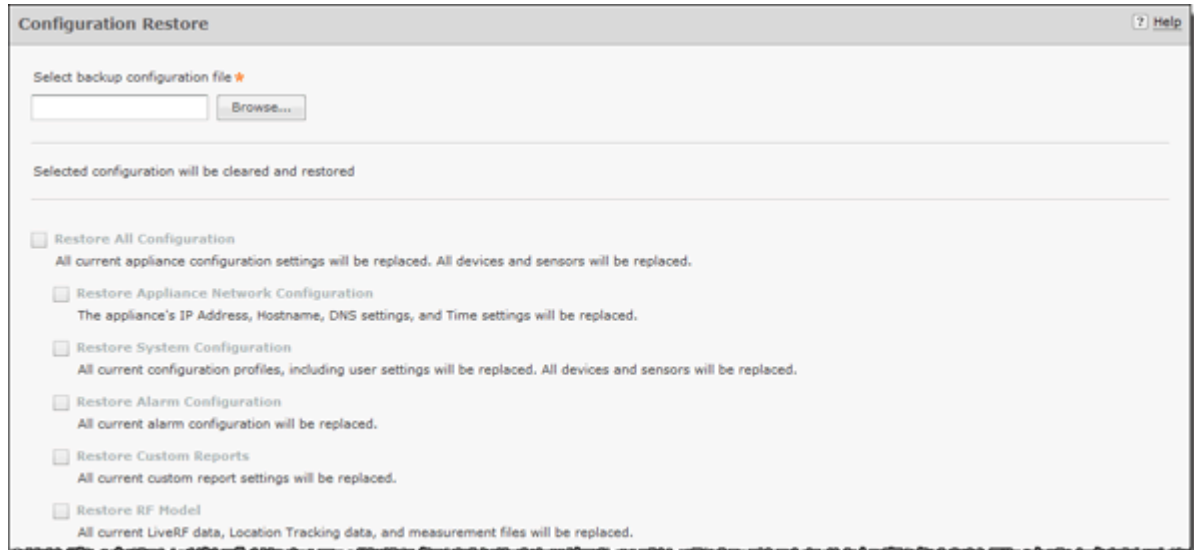 Configuration Restore
? Help
Select backup configuration file*
Browse...
Selected configuration will be cleared and restored
Restore All Configuration
All current appliance configuration settings will be replaced. All devices and sensors will be replaced.
Restore Appliance Network Configuration
The appliance's IP Address, Hostname, DNS settings, and Time settings will be replaced.
Restore System Configuration
All current configuration profiles, including user settings will be replaced. All devices and sensors will be replaced.
Restore Alarm Configuration
All current alarm configuration will be replaced.
Restore Custom Reports
All current custom report settings will be replaced.
Restore RF Model
All current LiveRF data, Location Tracking data, and measurement files will be replaced.